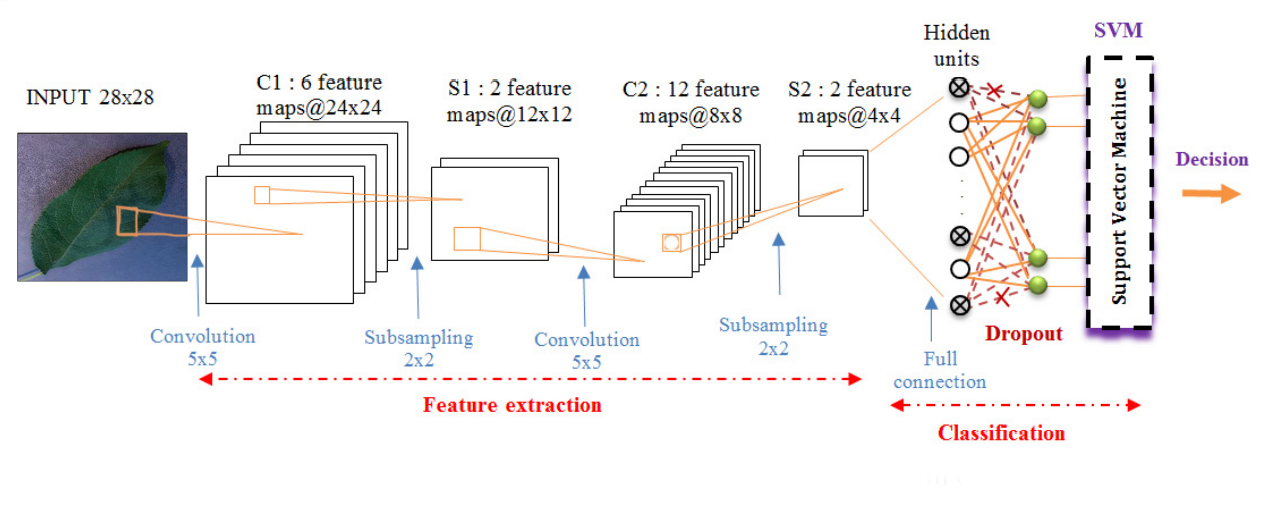 INPUT 28x28
C1 : 6 feature
maps@24x24
S1 : 2 feature
maps@12x12
C2 : 12 feature
maps@8x8
S2 : 2 feature
maps@4x4
Hidden
units
SVM
Support Vector Machine
Decision
Convolution
5x5
Subsampling
2x2
Convolution
5x5
Subsampling
2x2
Full
connection
Dropout
Feature extraction
Classification